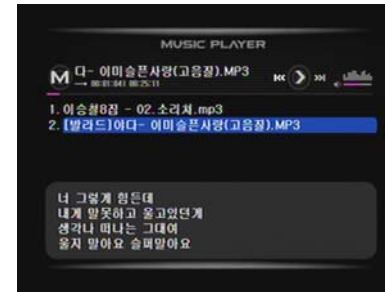 MUSIC PLAYER
M 다- 이미슬픈사랑(고음질).MP3
1. 이승철8집 - 02.소리쳐.mp3
2. [발라드]야다- 이미슬픈사랑(고음질).MP3
너 그렇게 힘든데
내게 말못하고 울고있던게
생각나 떠나는 그대여
울지 말아요 슬퍼말아요